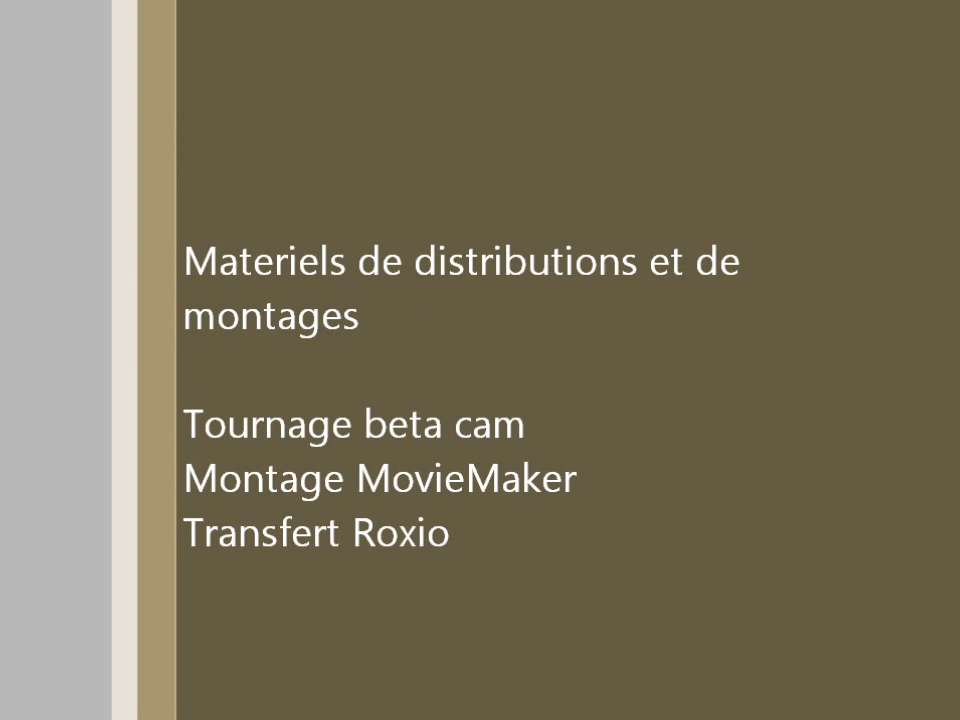 Materiels de distributions et de
montages
Tournage beta cam
Montage MovieMaker
Transfert Roxio